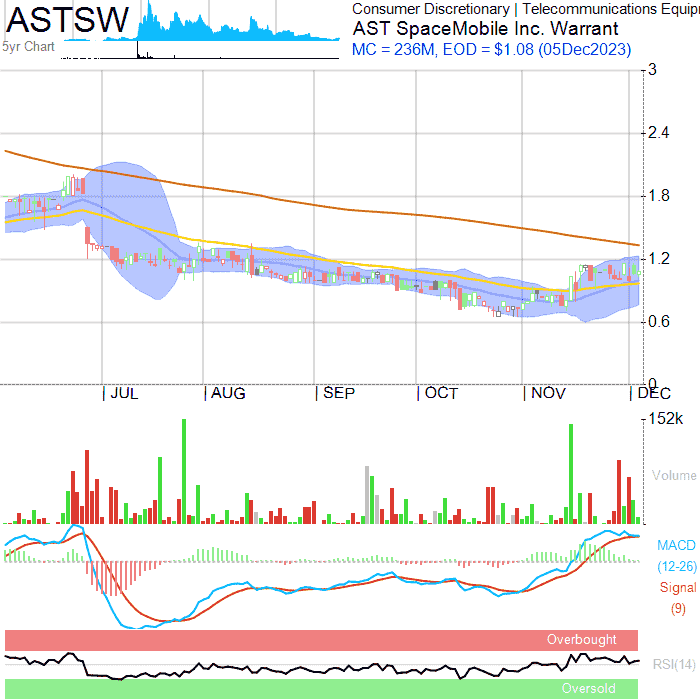 ASTSW
5yr Chart
Consumer Discretionary | Telecommunications Equip
AST SpaceMobile Inc. Warrant
MC = 236M, EOD = $1.08 (05Dec2023)
3
2.4
1.8
1.2
0.6
0
JUL AUG SEP OCT NOV DEC
152k
Volume
MACD
(12-26)
Signal
(9)
Overbought
RSI(14)
Oversold